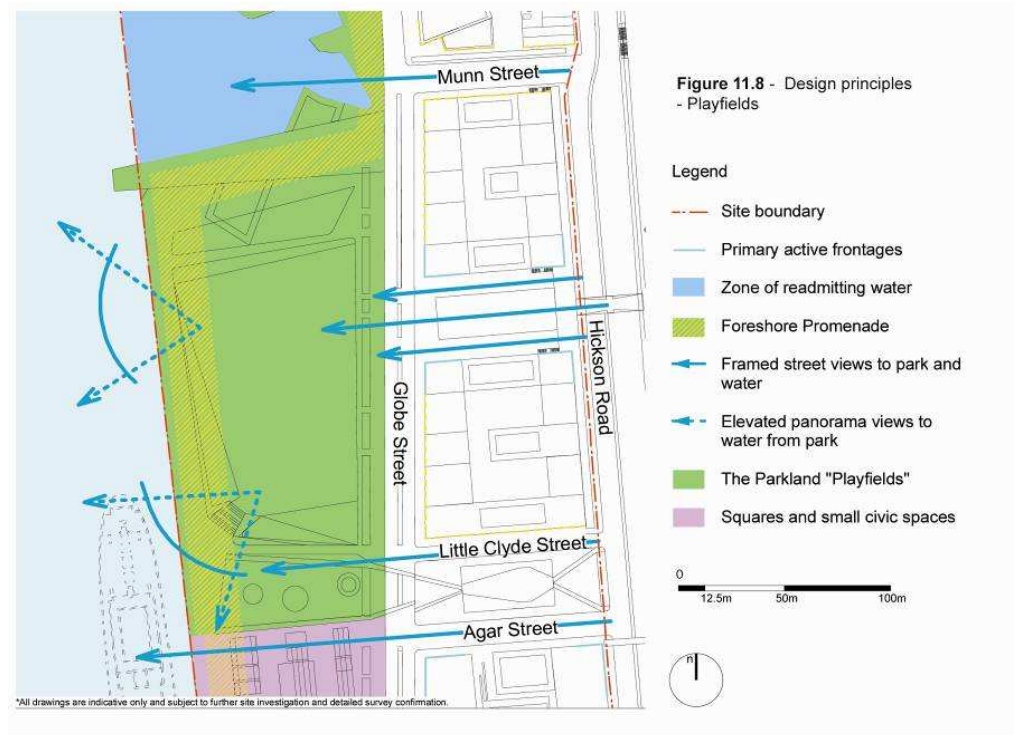 Munn Street
Figure 11.8 - Design principles
- Playfields
Legend
Site boundary
Primary active frontages
Zone of readmitting water
Foreshore Promenade
Framed street views to park and
water
Elevated panorama views to
water from park
The Parkland "Playfields"
Squares and small civic spaces
Hickson Road
Globe Street
Little Clyde Street
Agar Street
0
12.5m 50m 100m
n
*All drawings are indicative only and subject to further site investigation and detailed survey confirmation.